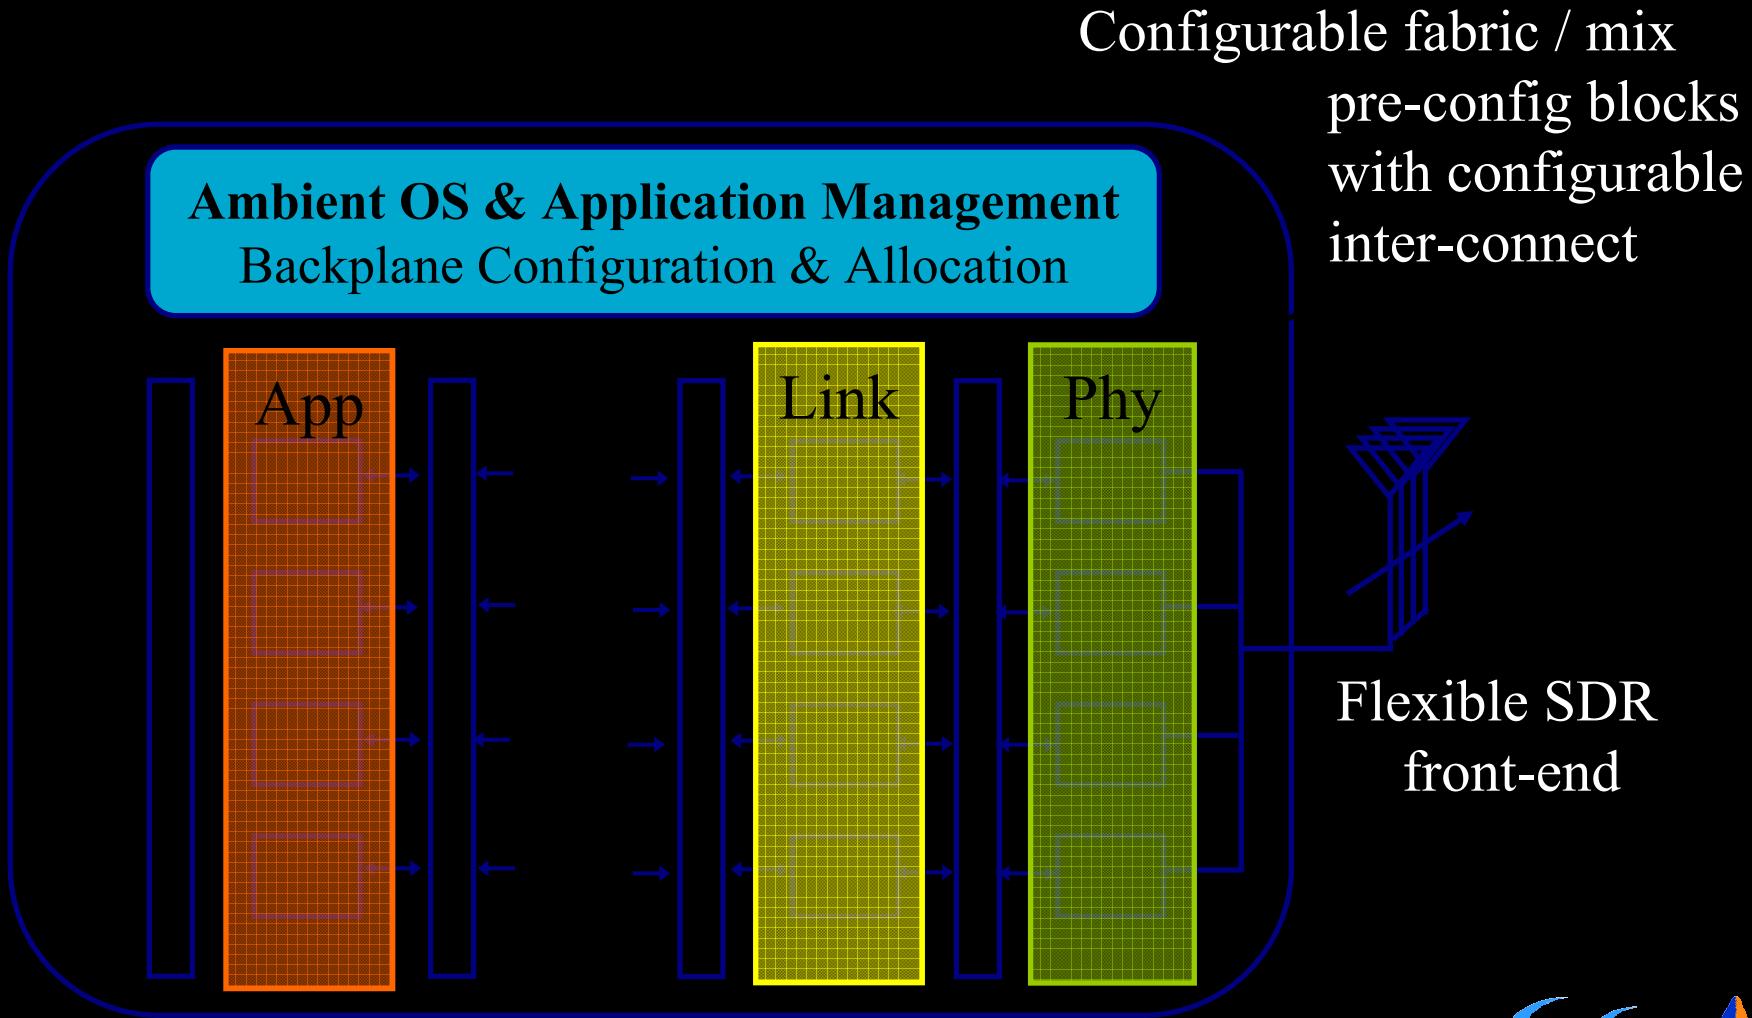 Configurable fabric / mix
pre-config blocks
with configurable
inter-connect
Ambient OS & Application Management
Backplane Configuration & Allocation
App
Link
Phy
Flexible SDR
front-end